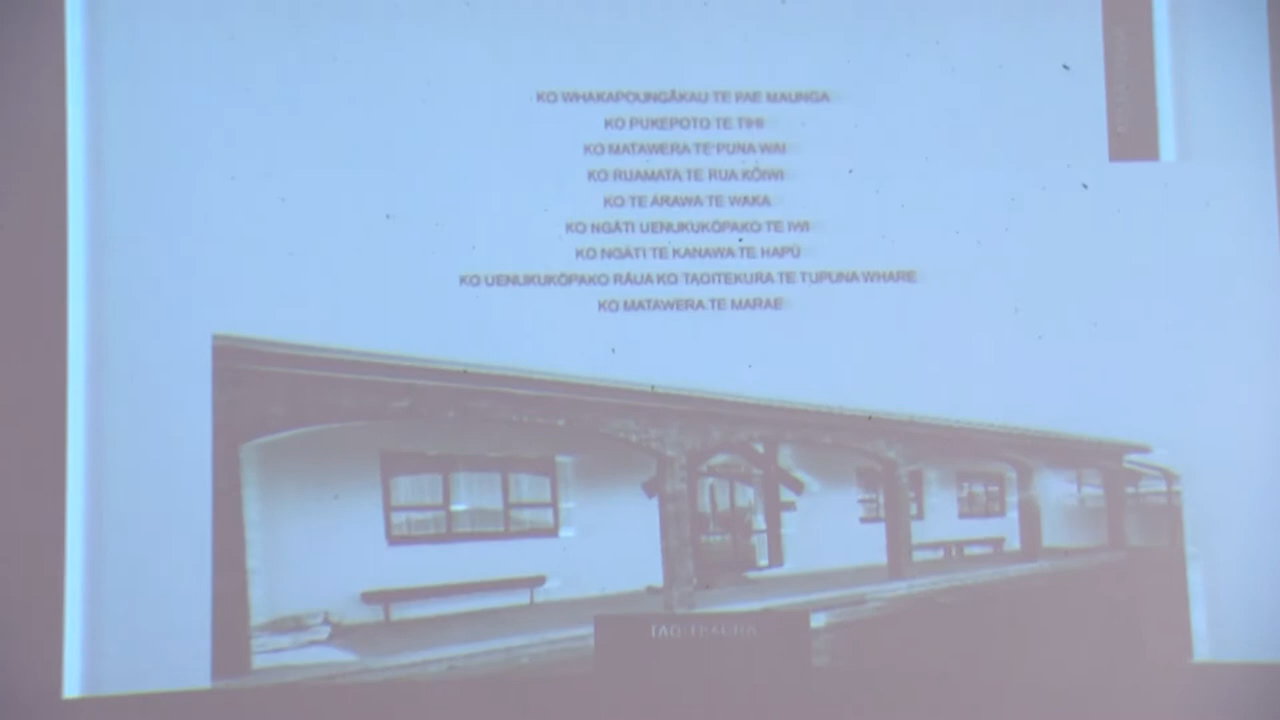 KO WHAKAPOUNGĀKAU TE PAE MAUNGA
KO PUKEPOTO TE TIHI
KO MATAWERA TE PUNA WAI
KO RUAMATA TE RUA KŌIWI
KO TE ARAWA TE WAKA
KO NGĀTI UENUKUKŌPAKO TE IWI
KO NGĀTI TE KANAWA TE HAPŪ
KO UENUKUKŌPAKO RĀUA KO TAOITEKURA TE TUPUNA WHARE
KO MATAWERA TE MARAE